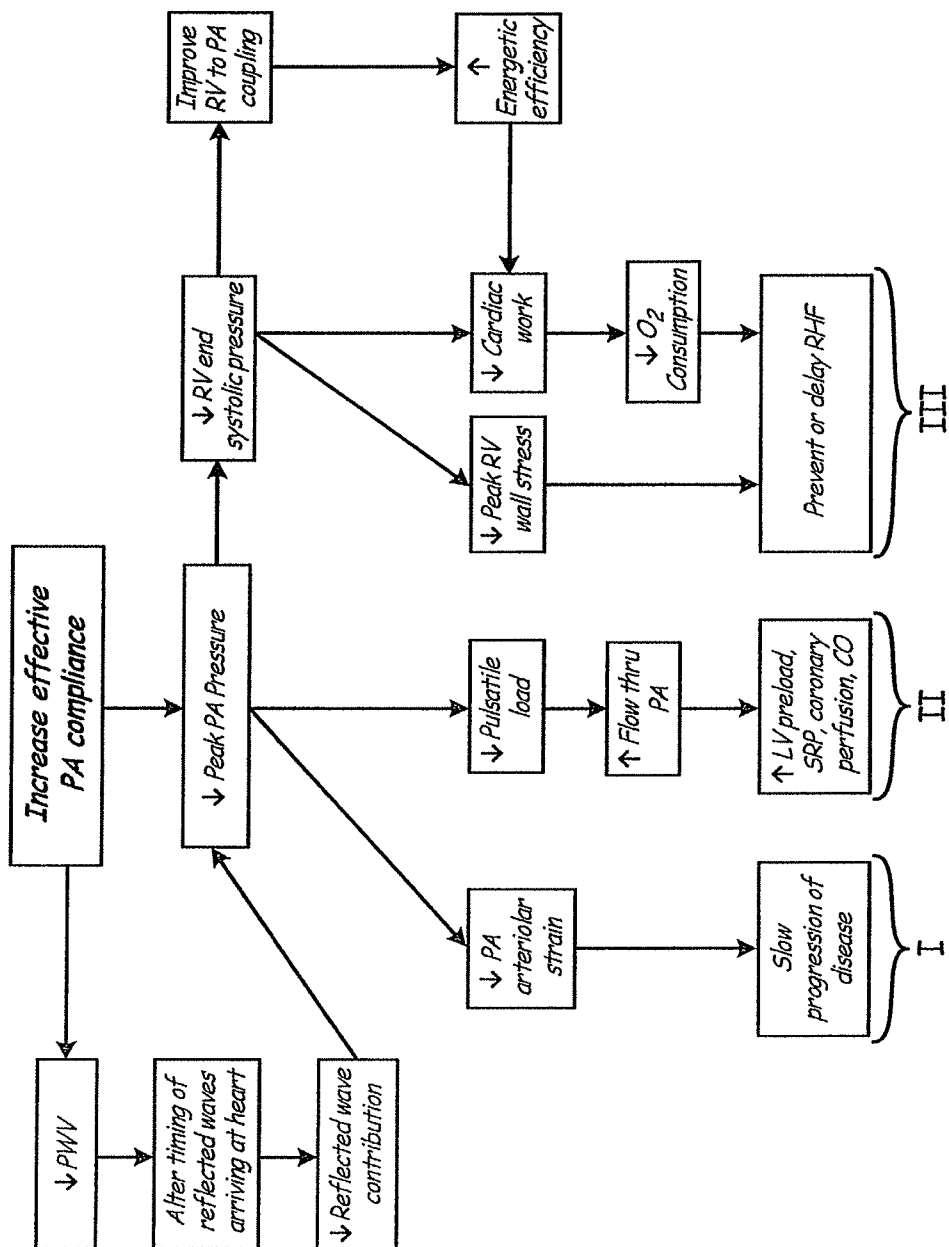 Increase effective
PA compliance
↓ PWV
Alter timing of
reflected waves
arriving at heart
↓ Reflected wave
contribution
↓ Peak PA Pressure
↓ RV end
systolic pressure
Improve
RV to PA
coupling
↑
Energetic
efficiency
↓ PA
arteriolar
strain
↓ Pulsatile
load
↓ Peak RV
wall stress
↓ Cardiac
work
↑ Flow thru
PA
↓ O₂
Consumption
Slow
progression of
disease
↑ LV preload,
SRP, coronary
perfusion, CO
Prevent or delay RHF
I
II
III